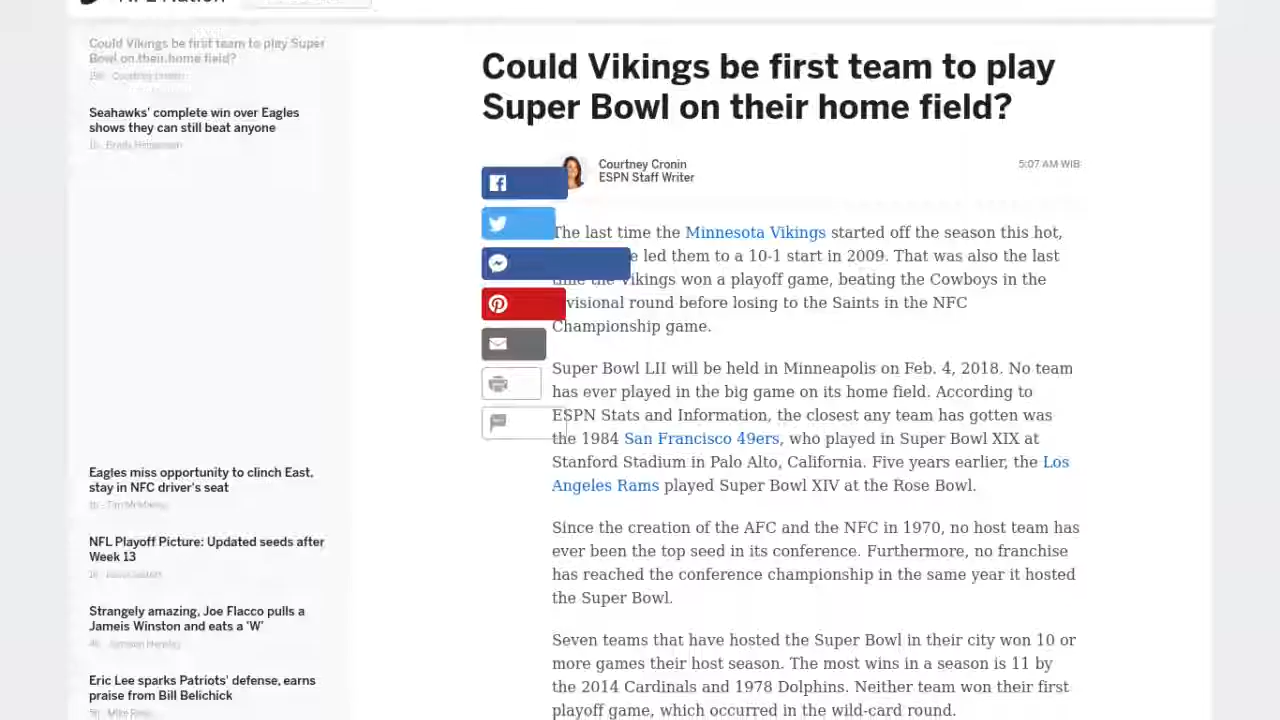 NFL Nation
Could Vikings be first team to play Super
Bowl on their home field?
Courtney Cronin
Seahawks' complete win over Eagles
shows they can still beat anyone
Eagles miss opportunity to clinch East,
stay in NFC driver's seat
NFL Playoff Picture: Updated seeds after
Week 13
Strangely amazing, Joe Flacco pulls a
Jameis Winston and eats a 'W'
Eric Lee sparks Patriots' defense, earns
praise from Bill Belichick
Could Vikings be first team to play
Super Bowl on their home field?
Courtney Cronin
ESPN Staff Writer
5:07 AM WIB
The last time the Minnesota Vikings started off the season this hot,
led them to a 10-1 start in 2009. That was also the last
time the Vikings won a playoff game, beating the Cowboys in the
divisional round before losing to the Saints in the NFC
Championship game.
Super Bowl LII will be held in Minneapolis on Feb. 4, 2018. No team
has ever played in the big game on its home field. According to
ESPN Stats and Information, the closest any team has gotten was
the 1984 San Francisco 49ers, who played in Super Bowl XIX at
Stanford Stadium in Palo Alto, California. Five years earlier, the Los
Angeles Rams played Super Bowl XIV at the Rose Bowl.
Since the creation of the AFC and the NFC in 1970, no host team has
ever been the top seed in its conference. Furthermore, no franchise
has reached the conference championship in the same year it hosted
the Super Bowl.
Seven teams that have hosted the Super Bowl in their city won 10 or
more games their host season. The most wins in a season is 11 by
the 2014 Cardinals and 1978 Dolphins. Neither team won their first
playoff game, which occurred in the wild-card round.